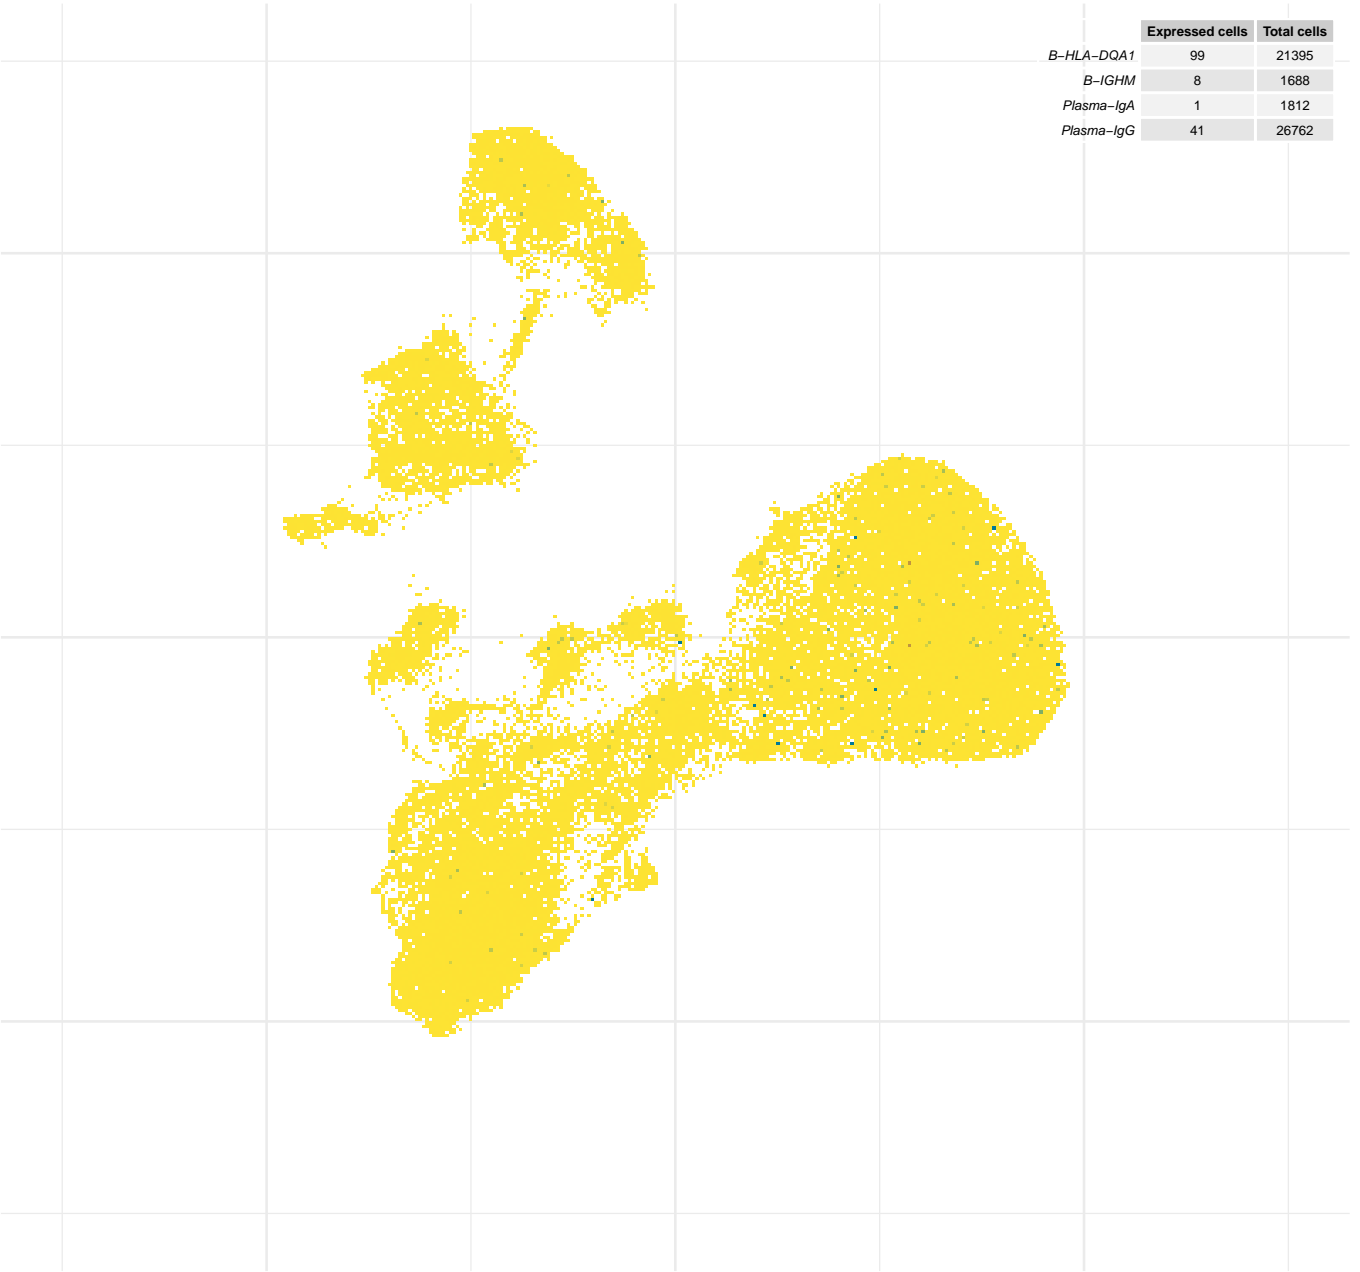 Expressed cells Total cells
B−HLA−DQA1 99 21395
B−IGHM 8 1688
Plasma−IgA 1 1812
Plasma−IgG 41 26762